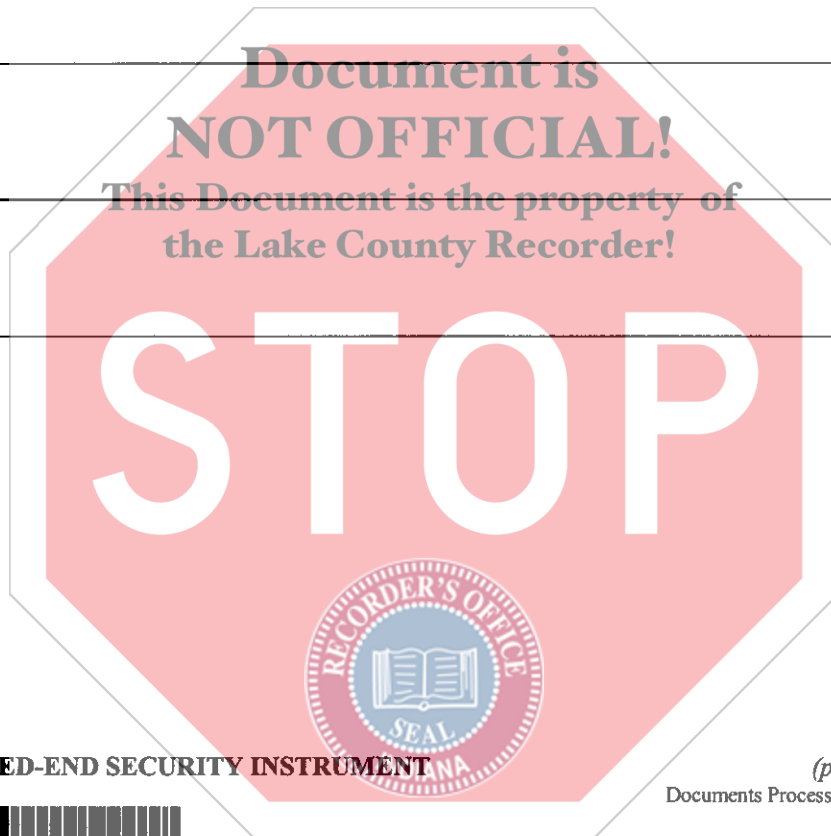 Document is
NOT OFFICIAL!
This Document is the property of
the Lake County Recorder!
STOP
RECORDER'S OFFICE
SEAL
INDIANA
ED-END SECURITY INSTRUMENT
(p
Documents Process